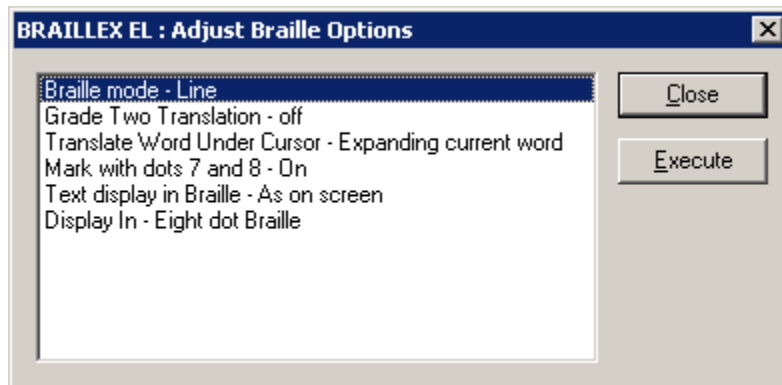 BRAILLEX EL : Adjust Braille Options
Braille mode - Line
Grade Two Translation - off
Translate Word Under Cursor - Expanding current word
Mark with dots 7 and 8 - On
Text display in Braille - As on screen
Display In - Eight dot Braille
Close
Execute